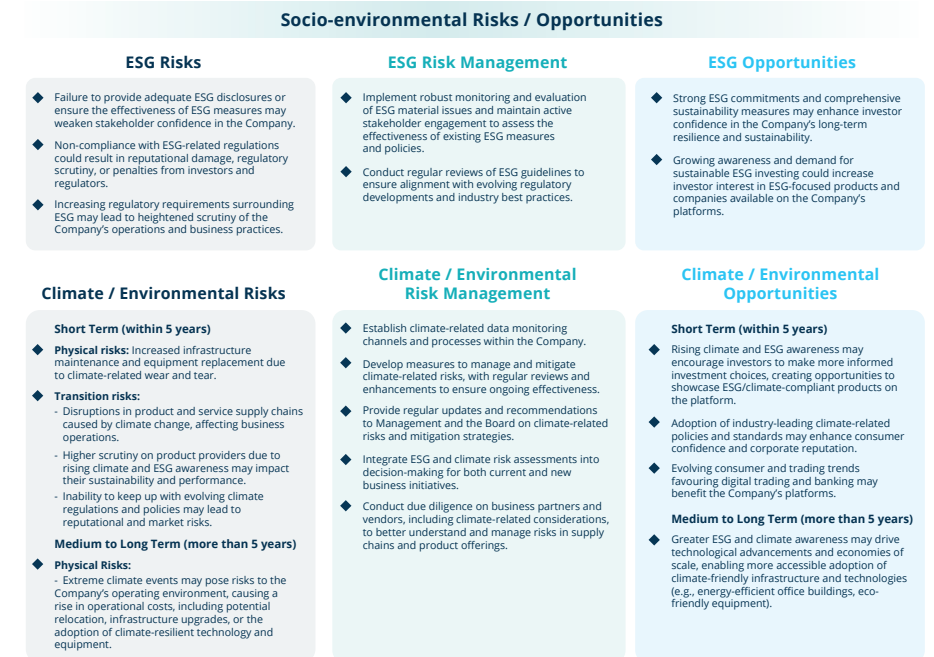 Socio-environmental Risks / Opportunities
ESG Risks
◆ Failure to provide adequate ESG disclosures or
ensure the effectiveness of ESG measures may
weaken stakeholder confidence in the Company.
◆ Non-compliance with ESG-related regulations
could result in reputational damage, regulatory
scrutiny, or penalties from investors and
regulators.
◆ Increasing regulatory requirements surrounding
ESG may lead to heightened scrutiny of the
Company's operations and business practices.
ESG Risk Management
◆ Implement robust monitoring and evaluation
of ESG material issues and maintain active
stakeholder engagement to assess the
effectiveness of existing ESG measures
and policies.
◆ Conduct regular reviews of ESG guidelines to
ensure alignment with evolving regulatory
developments and industry best practices.
ESG Opportunities
◆ Strong ESG commitments and comprehensive
sustainability measures may enhance investor
confidence in the Company's long-term
resilience and sustainability.
◆ Growing awareness and demand for
sustainable ESG investing could increase
investor interest in ESG-focused products and
companies available on the Company's
platforms.
Climate / Environmental Risks
Short Term (within 5 years)
◆ Physical risks: Increased infrastructure
maintenance and equipment replacement due
to climate-related wear and tear.
◆ Transition risks:
- Disruptions in product and service supply chains
caused by climate change, affecting business
operations.
- Higher scrutiny on product providers due to
rising climate and ESG awareness may impact
their sustainability and performance.
- Inability to keep up with evolving climate
regulations and policies may lead to
reputational and market risks.
Medium to Long Term (more than 5 years)
◆ Physical Risks:
- Extreme climate events may pose risks to the
Company's operating environment, causing a
rise in operational costs, including potential
relocation, infrastructure upgrades, or the
adoption of climate-resilient technology and
equipment.
Climate / Environmental
Risk Management
◆ Establish climate-related data monitoring
channels and processes within the Company.
◆ Develop measures to manage and mitigate
climate-related risks, with regular reviews and
enhancements to ensure ongoing effectiveness.
◆ Provide regular updates and recommendations
to Management and the Board on climate-related
risks and mitigation strategies.
◆ Integrate ESG and climate risk assessments into
decision-making for both current and new
business initiatives.
◆ Conduct due diligence on business partners and
vendors, including climate-related considerations,
to better understand and manage risks in supply
chains and product offerings.
Climate / Environmental
Opportunities
Short Term (within 5 years)
◆ Rising climate and ESG awareness may
encourage investors to make more informed
investment choices, creating opportunities to
showcase ESG/climate-compliant products on
the platform.
◆ Adoption of industry-leading climate-related
policies and standards may enhance consumer
confidence and corporate reputation.
◆ Evolving consumer and trading trends
favouring digital trading and banking may
benefit the Company's platforms.
Medium to Long Term (more than 5 years)
◆ Greater ESG and climate awareness may drive
technological advancements and economies of
scale, enabling more accessible adoption of
climate-friendly infrastructure and technologies
(e.g., energy-efficient office buildings, eco-
friendly equipment).